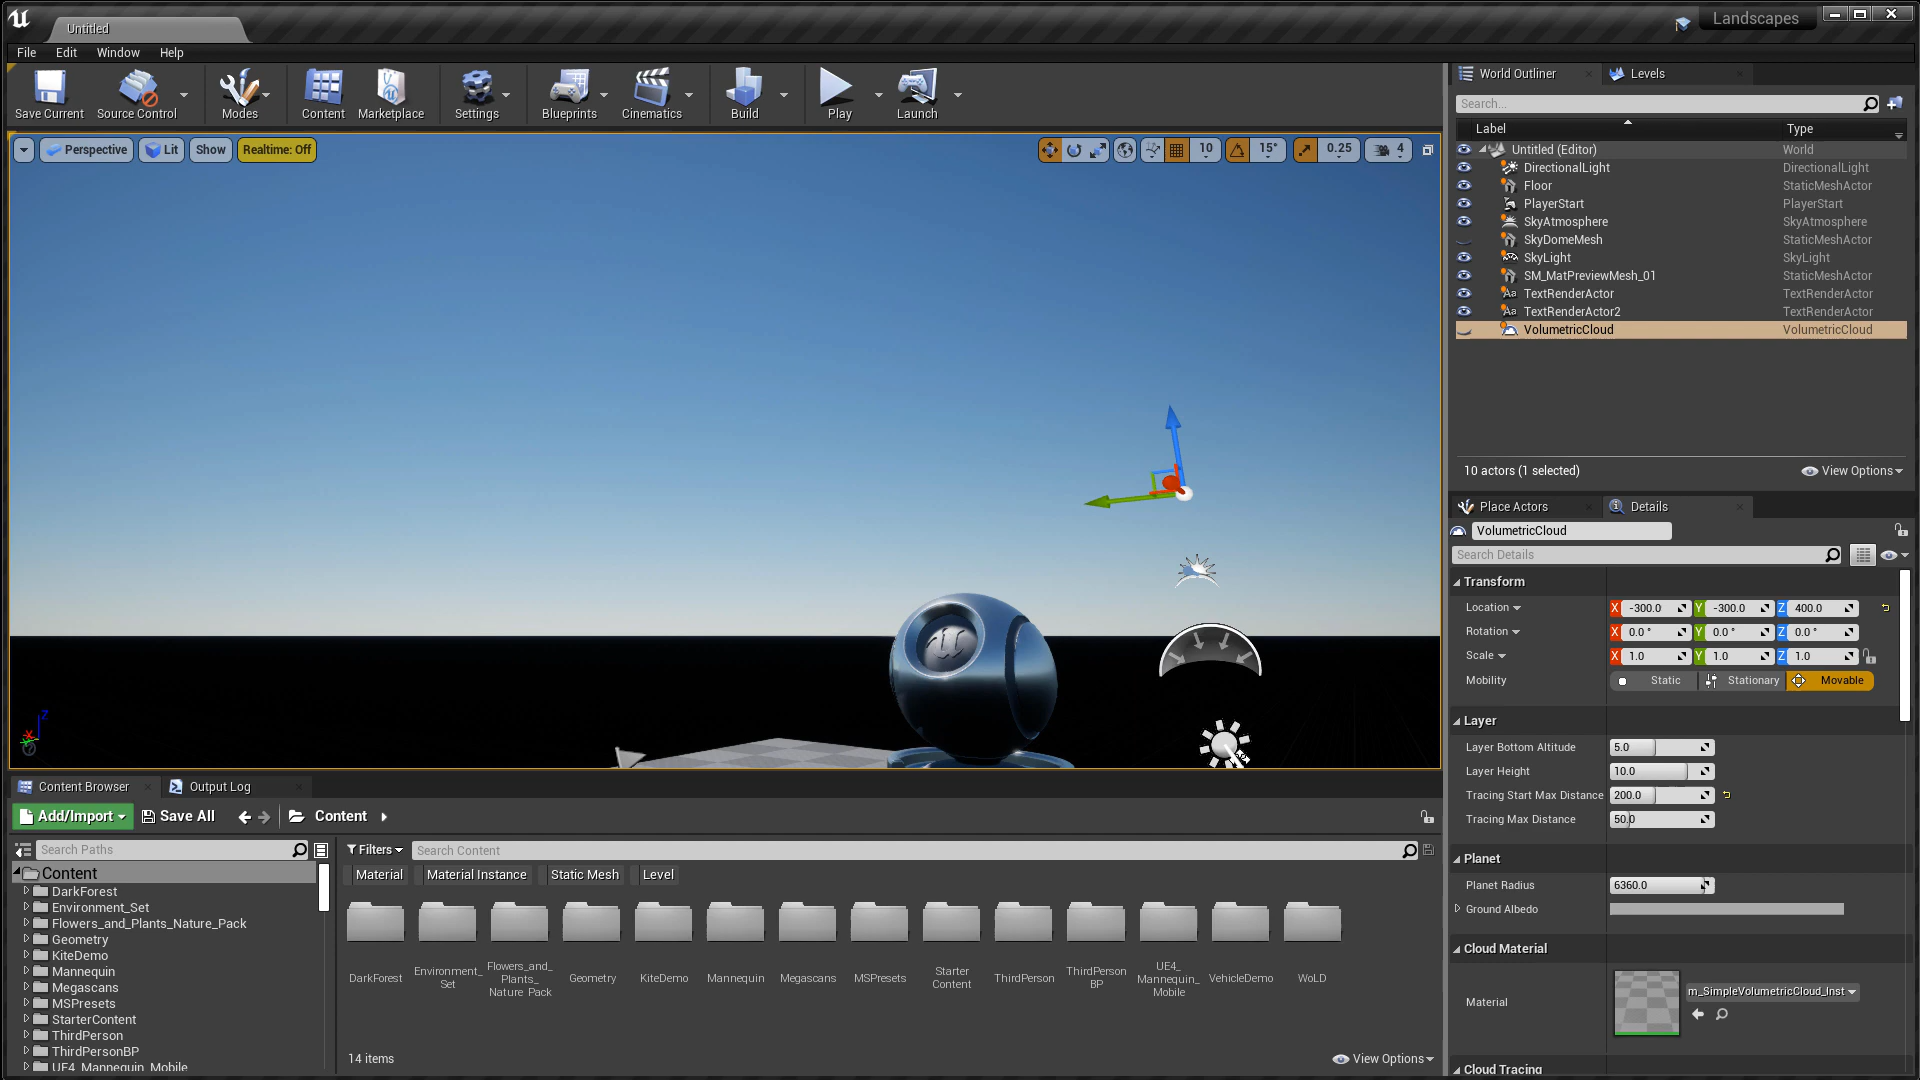 Untitled
Landscapes
File Edit Window Help
Save Current
Source Control
Modes
Content
Marketplace
Settings
Blueprints
Cinematics
Build
Play
Launch
Perspective
Lit
Show
Realtime: Off
10
15°
0.25
4
Z
World Outliner
Levels
Search...
Label Type
Untitled (Editor) World
DirectionalLight DirectionalLight
Floor StaticMeshActor
PlayerStart PlayerStart
SkyAtmosphere SkyAtmosphere
SkyDomeMesh StaticMeshActor
SkyLight SkyLight
SM_MatPreviewMesh_01 StaticMeshActor
TextRenderActor TextRenderActor
TextRenderActor2 TextRenderActor
VolumetricCloud VolumetricCloud
10 actors (1 selected)
View Options
Place Actors
Details
VolumetricCloud
Search Details
Transform
Location X -300.0 Y -300.0 Z 400.0
Rotation X 0.0 ° Y 0.0 ° Z 0.0 °
Scale X 1.0 Y 1.0 Z 1.0
Mobility Static Stationary Movable
Layer
Layer Bottom Altitude 5.0
Layer Height 10.0
Tracing Start Max Distance 200.0
Tracing Max Distance 50.0
Planet
Planet Radius 6360.0
Ground Albedo
Cloud Material
Material m_SimpleVolumetricCloud_Inst
Cloud Tracing
Content Browser
Output Log
Add/Import
Save All
Content
Search Paths
Content
DarkForest
Environment_Set
Flowers_and_Plants_Nature_Pack
Geometry
KiteDemo
Mannequin
Megascans
MSPresets
StarterContent
ThirdPerson
ThirdPersonBP
UE4_Mannequin_Mobile
Filters
Search Content
Material
Material Instance
Static Mesh
Level
DarkForest
Environment_
Set
Flowers_and_
Plants_
Nature_Pack
Geometry
KiteDemo
Mannequin
Megascans
MSPresets
Starter
Content
ThirdPerson
ThirdPerson
BP
UE4_
Mannequin_
Mobile
VehicleDemo
WoLD
14 items
View Options